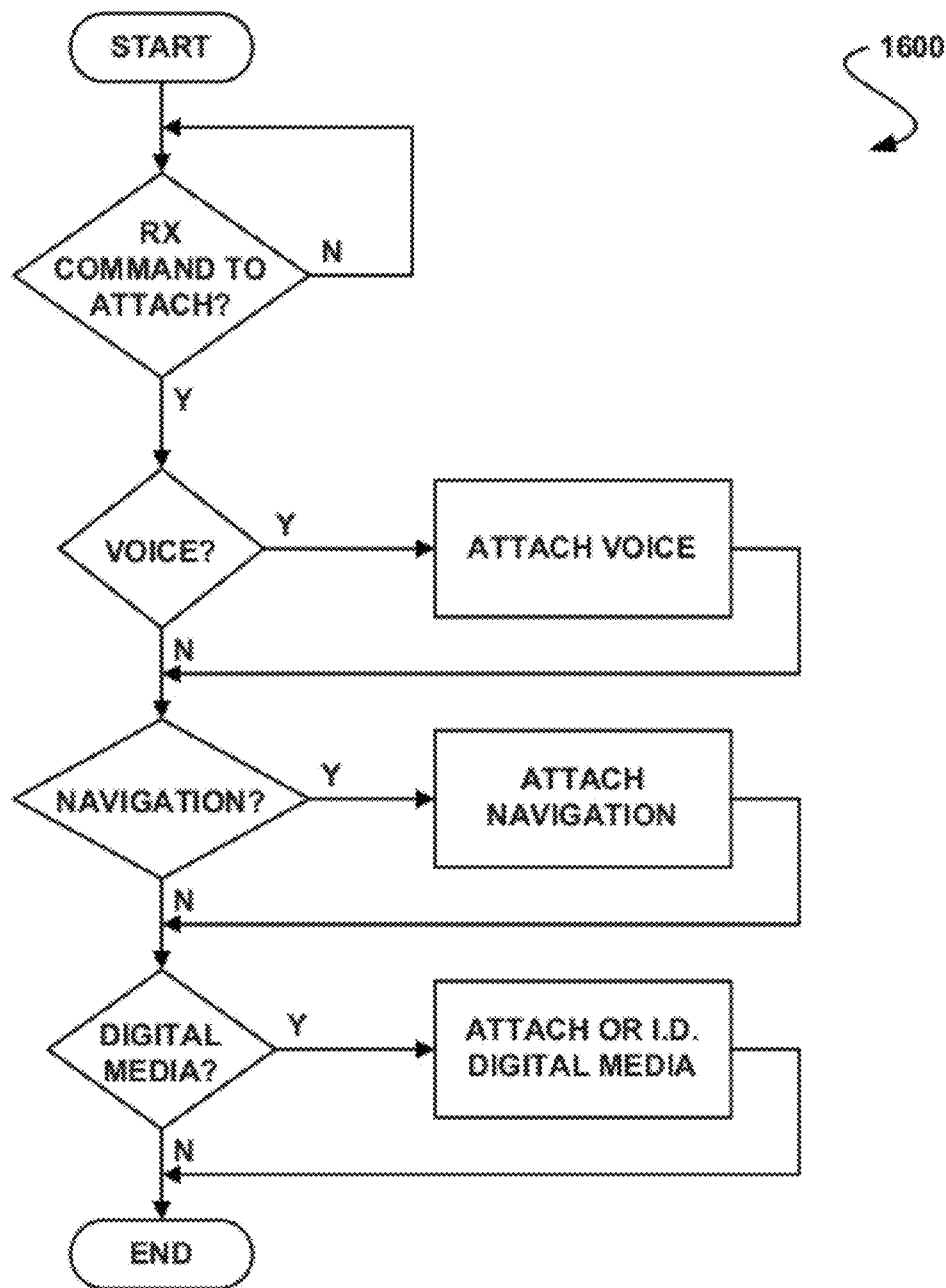 START
1600
RX
COMMAND TO
ATTACH?
N
Y
VOICE?
Y
ATTACH VOICE
N
NAVIGATION?
Y
ATTACH
NAVIGATION
N
DIGITAL
MEDIA?
Y
ATTACH OR I.D.
DIGITAL MEDIA
N
END